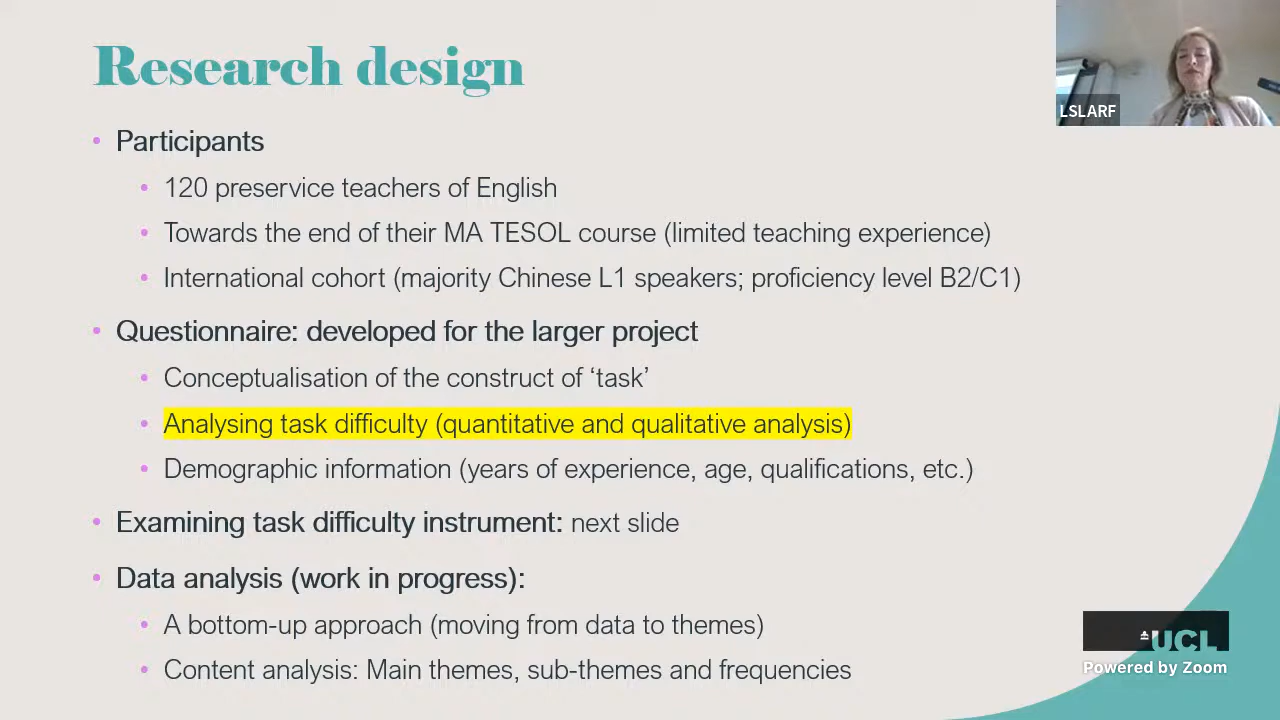 Research design
LSLARF
• Participants
• 120 preservice teachers of English
• Towards the end of their MA TESOL course (limited teaching experience)
• International cohort (majority Chinese L1 speakers; proficiency level B2/C1)
• Questionnaire: developed for the larger project
• Conceptualisation of the construct of ‘task’
• Analysing task difficulty (quantitative and qualitative analysis)
• Demographic information (years of experience, age, qualifications, etc.)
• Examining task difficulty instrument: next slide
• Data analysis (work in progress):
• A bottom-up approach (moving from data to themes)
• Content analysis: Main themes, sub-themes and frequencies
UCL
Powered by Zoom